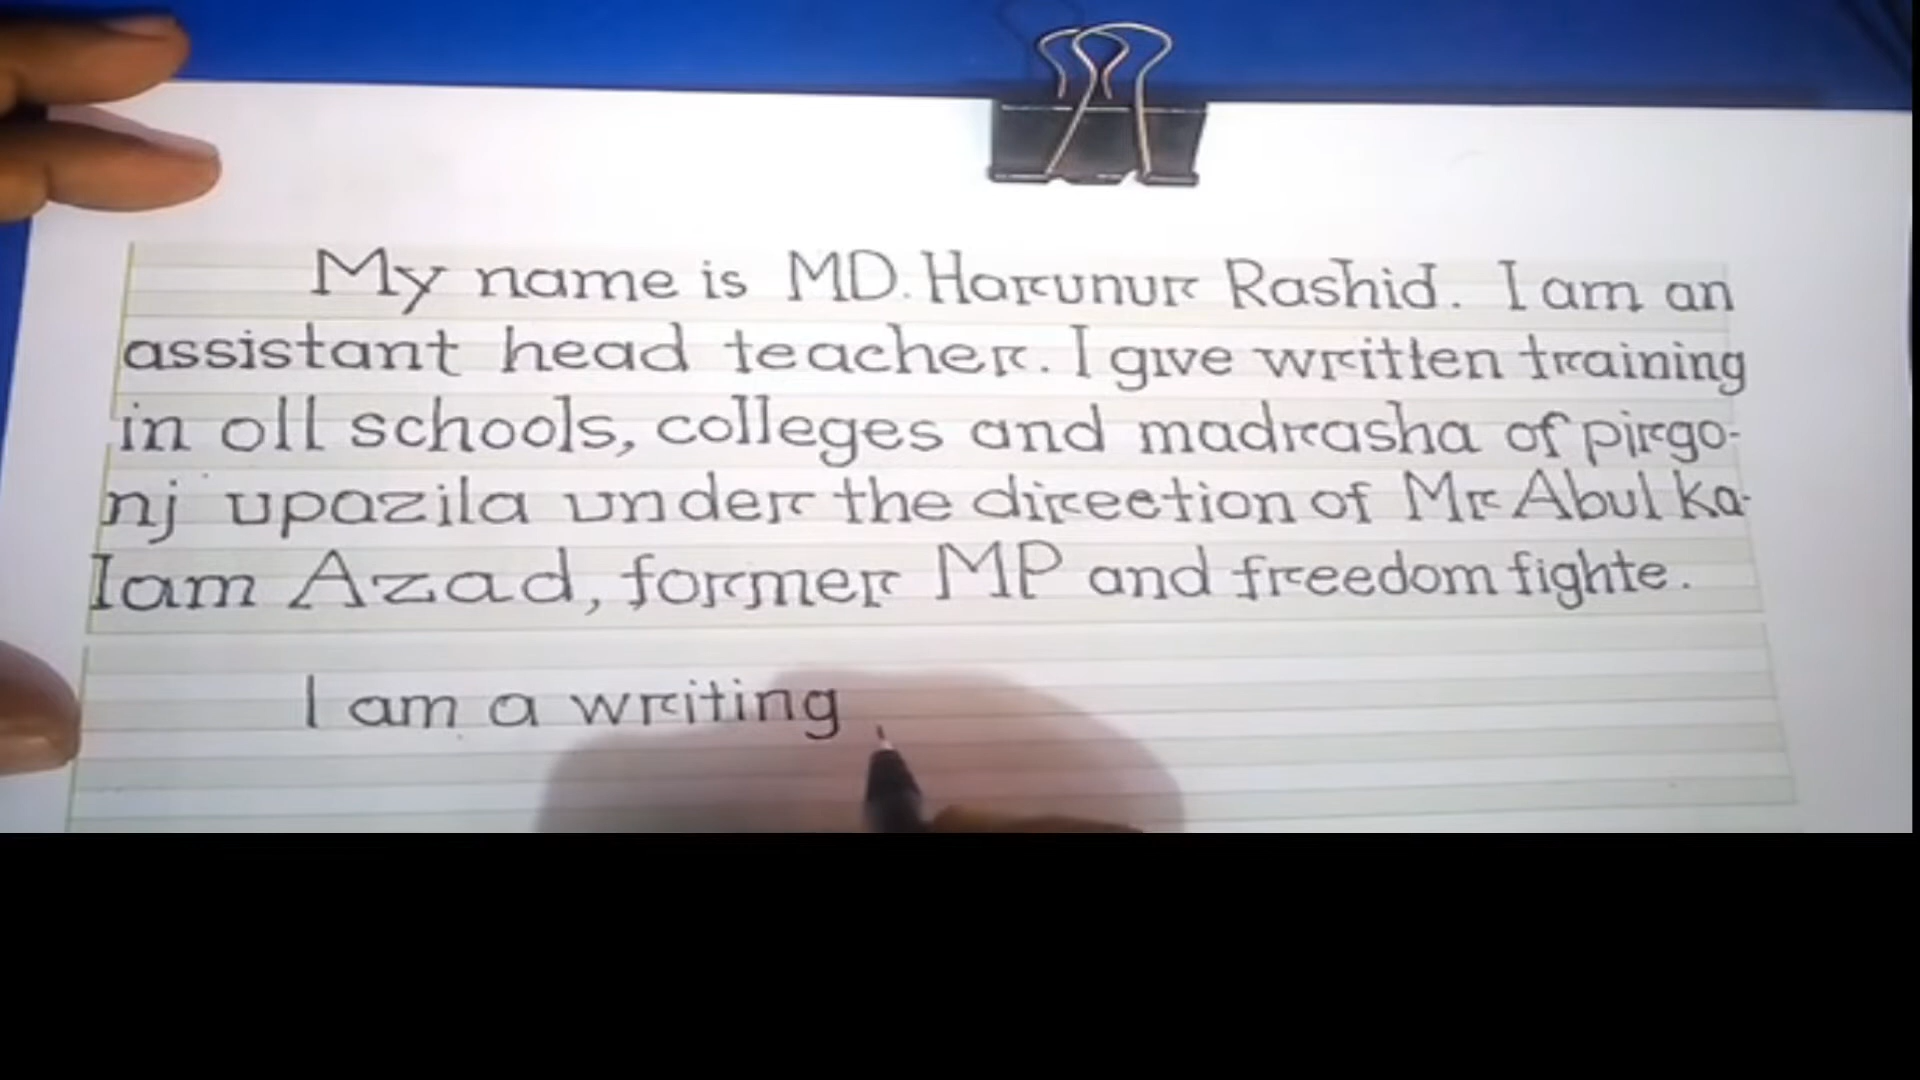 My name is MD. Harunur Rashid. I am an
assistant head teacher. I give written training
in oll schools, colleges and madrasha of pirgo-
nj upazila under the direetion of Mr Abul Ka-
lam Azad, former MP and freedom fighte.
I am a writing